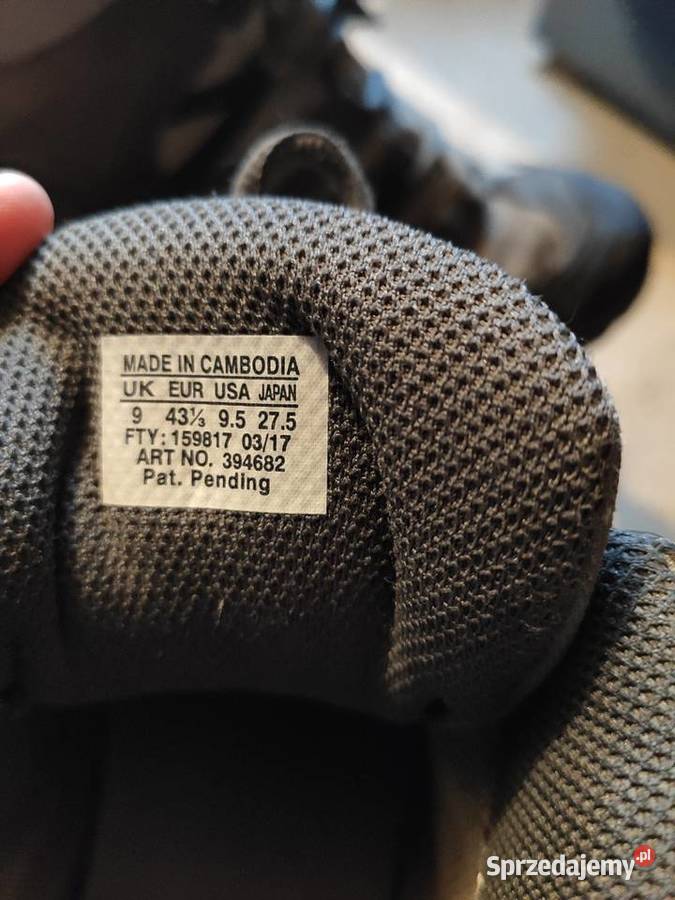 MADE IN CAMBODIA
UK EUR USA JAPAN
9 43⅓ 9.5 27.5
FTY: 159817 03/17
ART NO. 394682
Pat. Pending
Sprzedajemy.pl